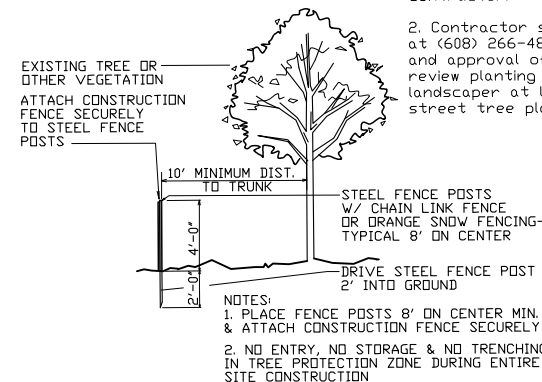 2. Contractor s
at (608) 266-48
and approval of
review planting
landscaper at l
street tree pla
EXISTING TREE OR
OTHER VEGETATION
ATTACH CONSTRUCTION
FENCE SECURELY
TO STEEL FENCE
POSTS
10' MINIMUM DIST.
TO TRUNK
4'-0"
2'-0"
STEEL FENCE POSTS
W/ CHAIN LINK FENCE
OR ORANGE SNOW FENCING-
TYPICAL 8' ON CENTER
DRIVE STEEL FENCE POST
2' INTO GROUND
NOTES:
1. PLACE FENCE POSTS 8' ON CENTER MIN.
& ATTACH CONSTRUCTION FENCE SECURELY
2. NO ENTRY, NO STORAGE & NO TRENCHING
IN TREE PROTECTION ZONE DURING ENTIRE
SITE CONSTRUCTION